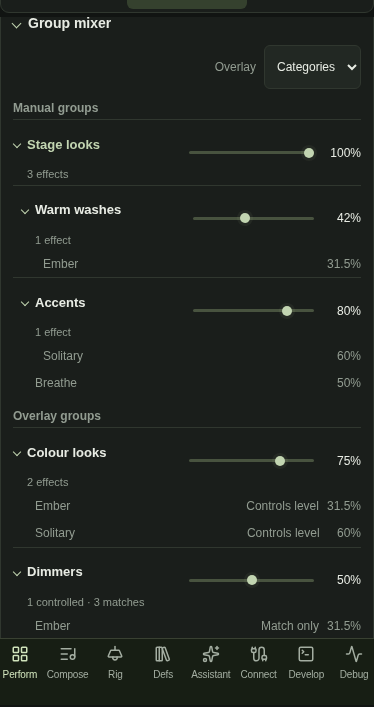 Group mixer
Overlay Categories
Manual groups
Stage looks 100%
3 effects
Warm washes 42%
1 effect
Ember 31.5%
Accents 80%
1 effect
Solitary 60%
Breathe 50%
Overlay groups
Colour looks 75%
2 effects
Ember Controls level 31.5%
Solitary Controls level 60%
Dimmers 50%
1 controlled · 3 matches
Ember Match only 31.5%
Perform Compose Rig Defs Assistant Connect Develop Debug